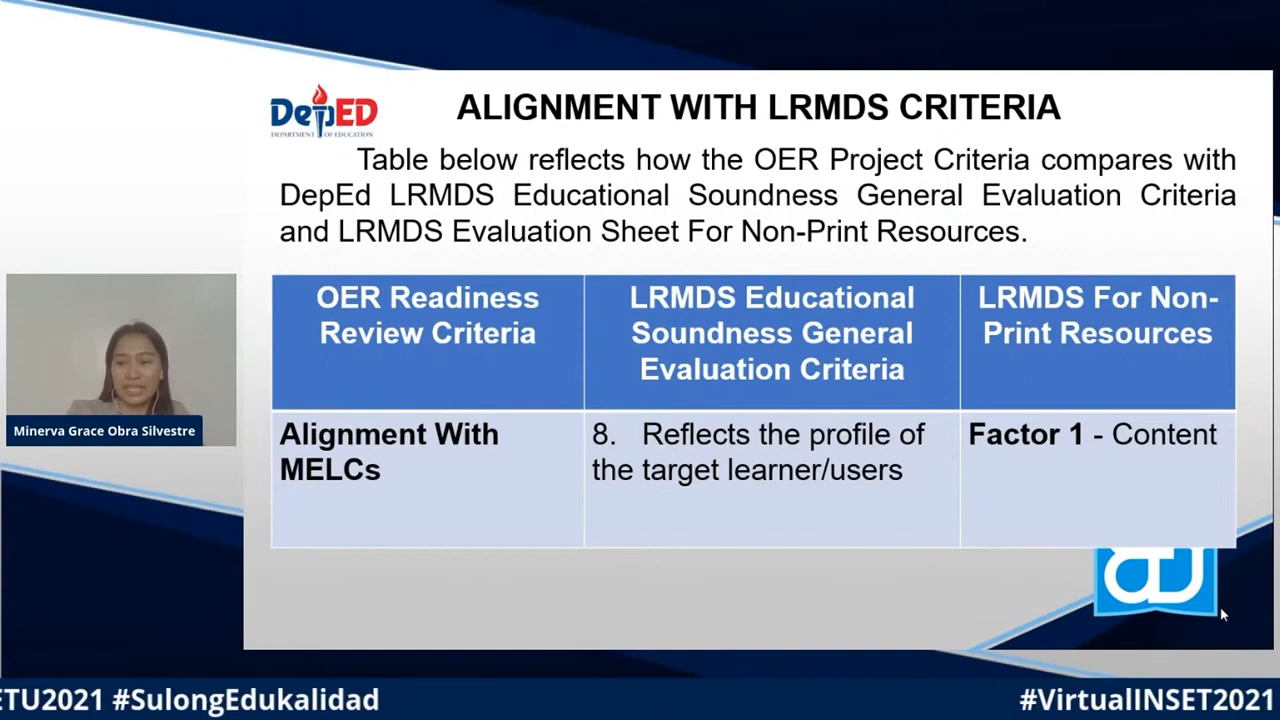 DepED
DEPARTMENT OF EDUCATION
ALIGNMENT WITH LRMDS CRITERIA
Table below reflects how the OER Project Criteria compares with
DepEd LRMDS Educational Soundness General Evaluation Criteria
and LRMDS Evaluation Sheet For Non-Print Resources.
OER Readiness
Review Criteria
LRMDS Educational
Soundness General
Evaluation Criteria
LRMDS For Non-
Print Resources
Alignment With
MELCs
8. Reflects the profile of
the target learner/users
Factor 1 - Content
Minerva Grace Obra Silvestre
ETU2021 #SulongEdukalidad
#VirtualINSET2021